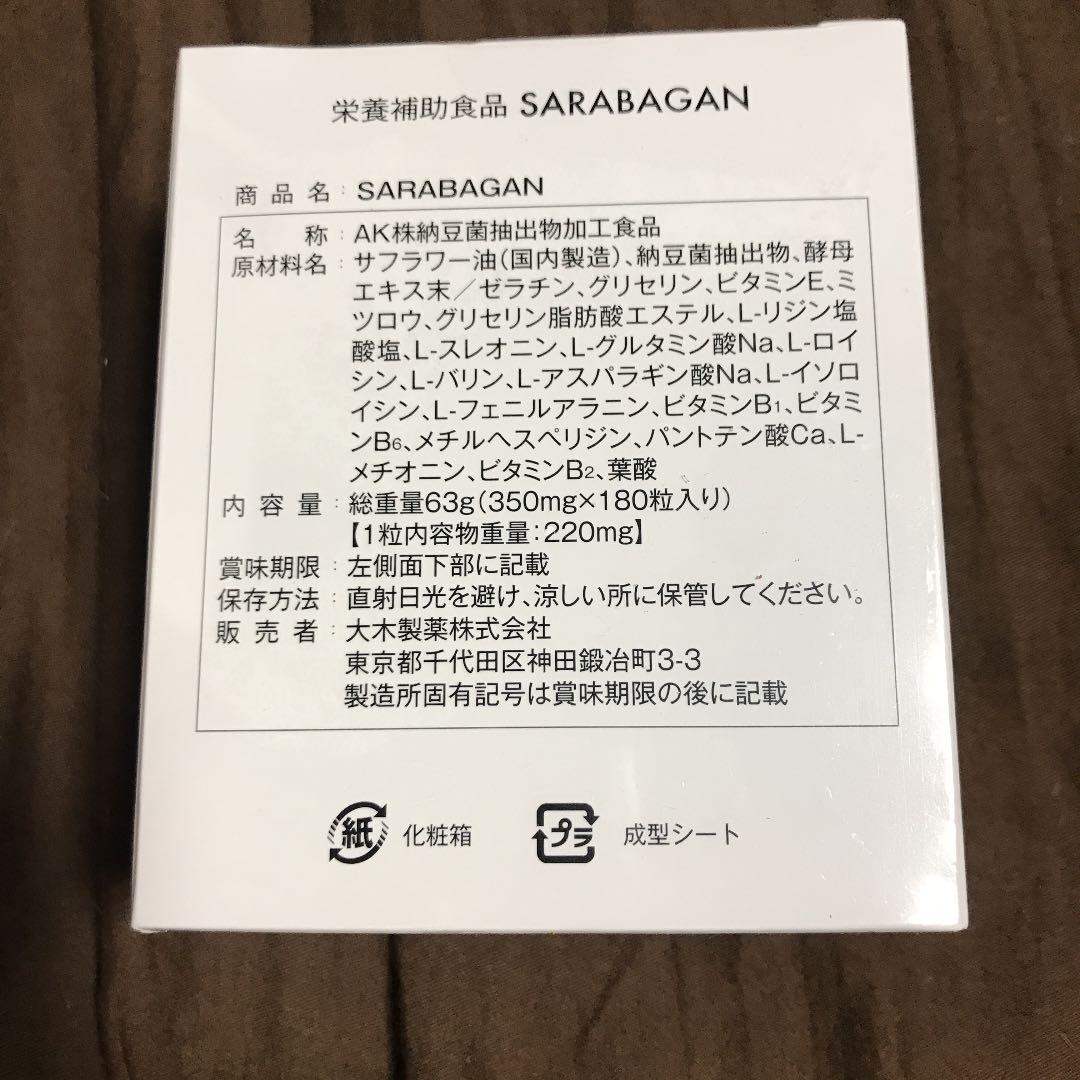 栄養補助食品 SARABAGAN
商品名：SARABAGAN
名称：AK株納豆菌抽出物加工食品
原材料名：サフラワー油(国内製造)、納豆菌抽出物、酵母
エキス末／ゼラチン、グリセリン、ビタミンE、ミ
ツロウ、グリセリン脂肪酸エステル、L-リジン塩
酸塩、L-スレオニン、L-グルタミン酸Na、L-ロイ
シン、L-バリン、L-アスパラギン酸Na、L-イソロ
イシン、L-フェニルアラニン、ビタミンB1、ビタミ
ンB6、メチルヘスペリジン、パントテン酸Ca、L-
メチオニン、ビタミンB2、葉酸
内容量：総重量63g(350mg×180粒入り)
【1粒内容物重量：220mg】
賞味期限：左側面下部に記載
保存方法：直射日光を避け、涼しい所に保管してください。
販売者：大木製薬株式会社
東京都千代田区神田鍛冶町3-3
製造所固有記号は賞味期限の後に記載
紙 化粧箱 プラ 成型シート